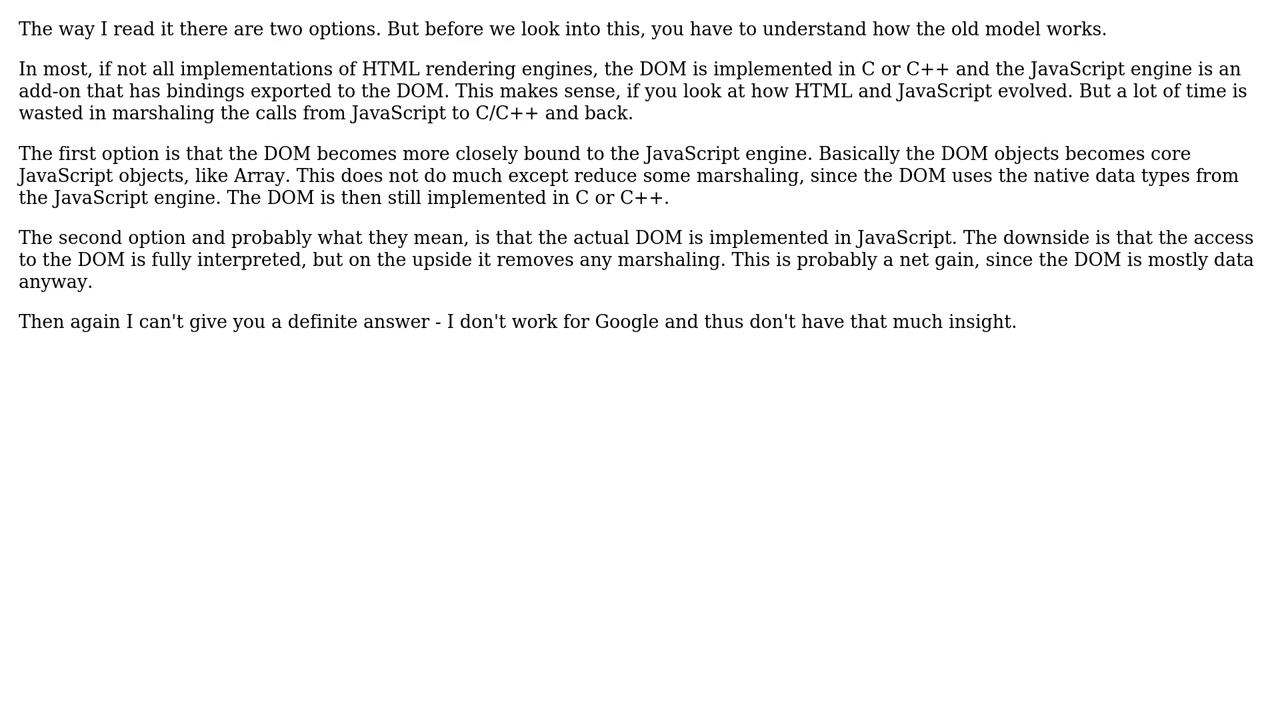 The way I read it there are two options. But before we look into this, you have to understand how the old model works.
In most, if not all implementations of HTML rendering engines, the DOM is implemented in C or C++ and the JavaScript engine is an
add-on that has bindings exported to the DOM. This makes sense, if you look at how HTML and JavaScript evolved. But a lot of time is
wasted in marshaling the calls from JavaScript to C/C++ and back.
The first option is that the DOM becomes more closely bound to the JavaScript engine. Basically the DOM objects becomes core
JavaScript objects, like Array. This does not do much except reduce some marshaling, since the DOM uses the native data types from
the JavaScript engine. The DOM is then still implemented in C or C++.
The second option and probably what they mean, is that the actual DOM is implemented in JavaScript. The downside is that the access
to the DOM is fully interpreted, but on the upside it removes any marshaling. This is probably a net gain, since the DOM is mostly data
anyway.
Then again I can't give you a definite answer - I don't work for Google and thus don't have that much insight.